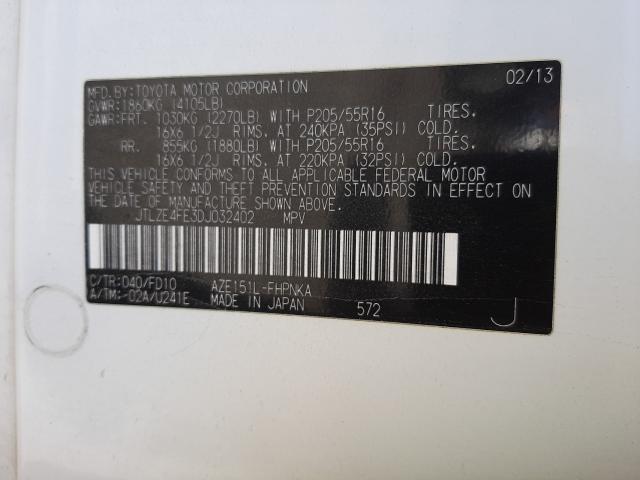 MFD.BY:TOYOTA MOTOR CORPORATION 02/13
GVWR:1860KG (4105LB)
GAWR:FRT. 1030KG (2270LB) WITH P205/55R16 TIRES.
16X6 1/2J RIMS. AT 240KPA (35PSI) COLD.
RR. 855KG (1880LB) WITH P205/55R16 TIRES.
16X6 1/2J RIMS. AT 220KPA (32PSI) COLD.
THIS VEHICLE CONFORMS TO ALL APPLICABLE FEDERAL MOTOR
VEHICLE SAFETY AND THEFT PREVENTION STANDARDS IN EFFECT ON
THE DATE OF MANUFACTURE SHOWN ABOVE.
JTLZE4FE3DJ032402 MPV
C/TR:040/FD10 AZE151L-FHPNKA
A/TM:-02A/U241E MADE IN JAPAN 572 J